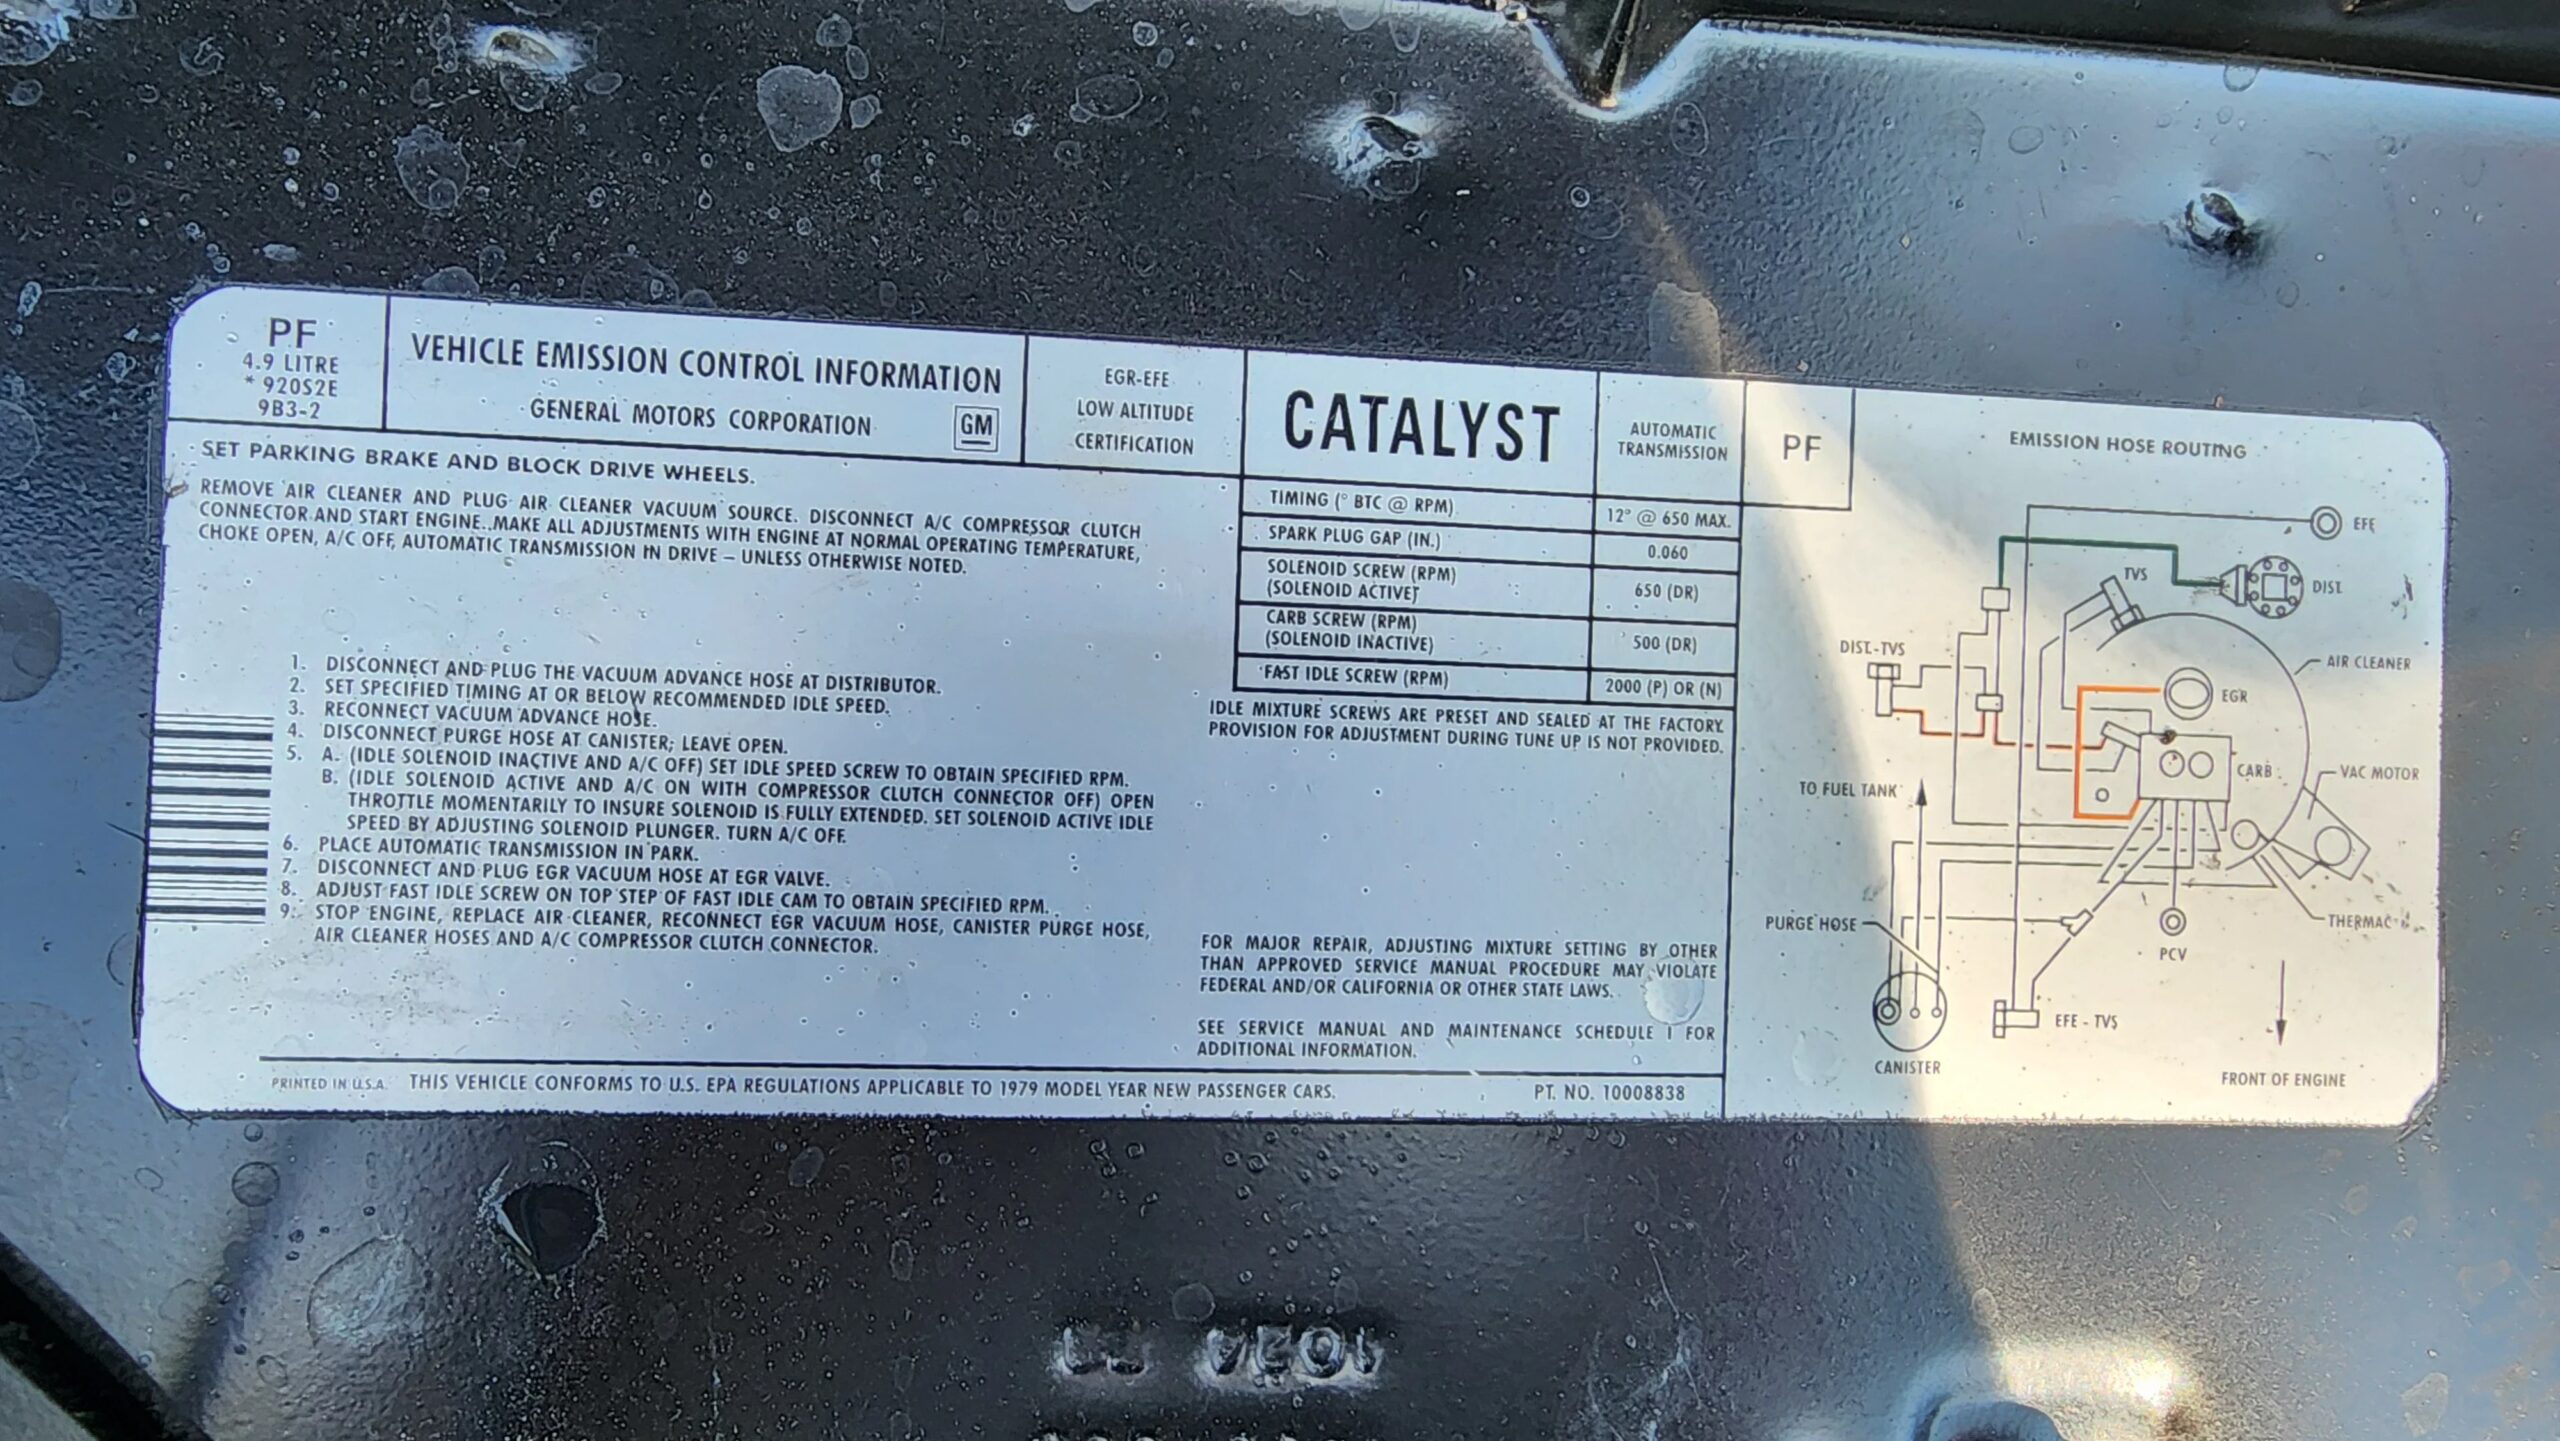 PF
4.9 LITRE
* 920S2E
9B3-2
VEHICLE EMISSION CONTROL INFORMATION
GENERAL MOTORS CORPORATION
GM
EGR-EFE
LOW ALTITUDE
CERTIFICATION
CATALYST
AUTOMATIC
TRANSMISSION
PF
SET PARKING BRAKE AND BLOCK DRIVE WHEELS.
REMOVE AIR CLEANER AND PLUG AIR CLEANER VACUUM SOURCE. DISCONNECT A/C COMPRESSOR CLUTCH
CONNECTOR AND START ENGINE. MAKE ALL ADJUSTMENTS WITH ENGINE AT NORMAL OPERATING TEMPERATURE,
CHOKE OPEN, A/C OFF, AUTOMATIC TRANSMISSION IN DRIVE – UNLESS OTHERWISE NOTED.
1. DISCONNECT AND PLUG THE VACUUM ADVANCE HOSE AT DISTRIBUTOR.
2. SET SPECIFIED TIMING AT OR BELOW RECOMMENDED IDLE SPEED.
3. RECONNECT VACUUM ADVANCE HOSE.
4. DISCONNECT PURGE HOSE AT CANISTER; LEAVE OPEN.
5. A. (IDLE SOLENOID INACTIVE AND A/C OFF) SET IDLE SPEED SCREW TO OBTAIN SPECIFIED RPM.
B. (IDLE SOLENOID ACTIVE AND A/C ON WITH COMPRESSOR CLUTCH CONNECTOR OFF) OPEN
THROTTLE MOMENTARILY TO INSURE SOLENOID IS FULLY EXTENDED. SET SOLENOID ACTIVE IDLE
SPEED BY ADJUSTING SOLENOID PLUNGER. TURN A/C OFF.
6. PLACE AUTOMATIC TRANSMISSION IN PARK.
7. DISCONNECT AND PLUG EGR VACUUM HOSE AT EGR VALVE.
8. ADJUST FAST IDLE SCREW ON TOP STEP OF FAST IDLE CAM TO OBTAIN SPECIFIED RPM.
9. STOP ENGINE, REPLACE AIR CLEANER, RECONNECT EGR VACUUM HOSE, CANISTER PURGE HOSE,
AIR CLEANER HOSES AND A/C COMPRESSOR CLUTCH CONNECTOR.
TIMING (° BTC @ RPM) 12° @ 650 MAX.
SPARK PLUG GAP (IN.) 0.060
SOLENOID SCREW (RPM)
(SOLENOID ACTIVE) 650 (DR)
CARB SCREW (RPM)
(SOLENOID INACTIVE) 500 (DR)
FAST IDLE SCREW (RPM) 2000 (P) OR (N)
IDLE MIXTURE SCREWS ARE PRESET AND SEALED AT THE FACTORY.
PROVISION FOR ADJUSTMENT DURING TUNE UP IS NOT PROVIDED.
FOR MAJOR REPAIR, ADJUSTING MIXTURE SETTING BY OTHER
THAN APPROVED SERVICE MANUAL PROCEDURE MAY VIOLATE
FEDERAL AND/OR CALIFORNIA OR OTHER STATE LAWS.
SEE SERVICE MANUAL AND MAINTENANCE SCHEDULE I FOR
ADDITIONAL INFORMATION.
PRINTED IN U.S.A. THIS VEHICLE CONFORMS TO U.S. EPA REGULATIONS APPLICABLE TO 1979 MODEL YEAR NEW PASSENGER CARS. PT. NO. 10008838
EMISSION HOSE ROUTING
EFE
TVS
DIST.
DIST.-TVS
AIR CLEANER
EGR
CARB
VAC MOTOR
TO FUEL TANK
PURGE HOSE
THERMAC
PCV
EFE - TVS
CANISTER
FRONT OF ENGINE